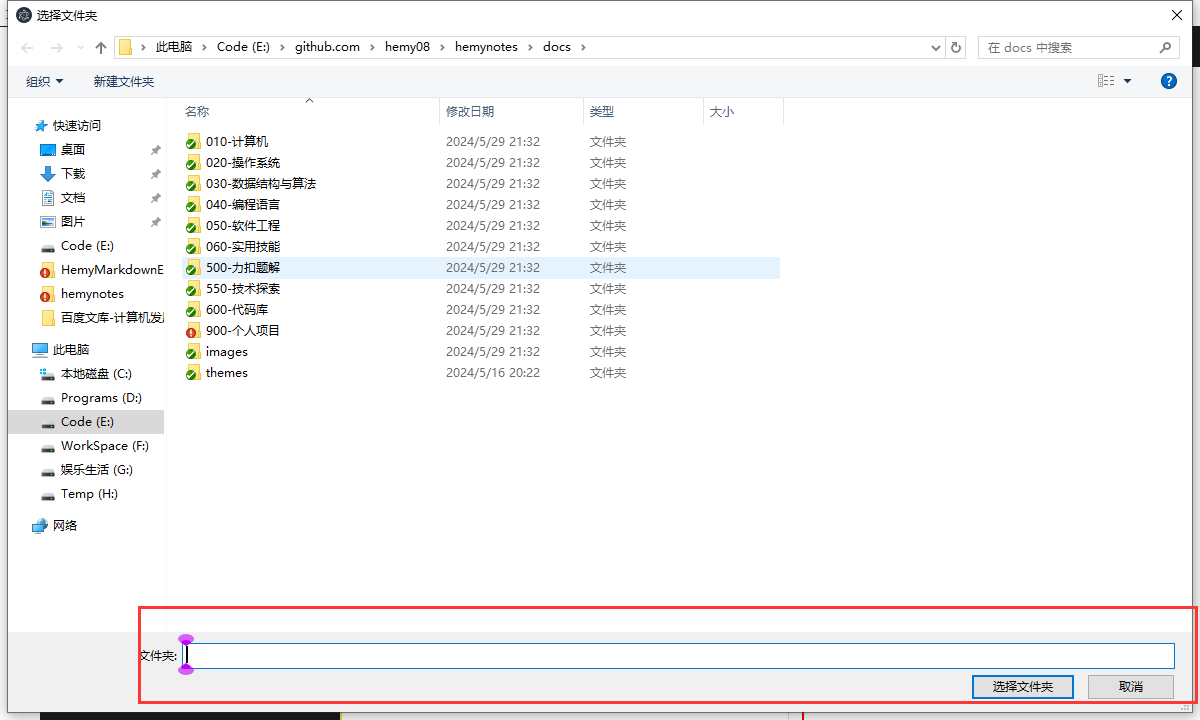 选择文件夹
此电脑 Code (E:) github.com hemy08 hemynotes docs 在 docs 中搜索
组织 新建文件夹
名称 修改日期 类型 大小
快速访问
桌面
下载
文档
图片
Code (E:)
HemyMarkdownE
hemynotes
百度文库-计算机发
此电脑
本地磁盘 (C:)
Programs (D:)
Code (E:)
WorkSpace (F:)
娱乐生活 (G:)
Temp (H:)
网络
010-计算机 2024/5/29 21:32 文件夹
020-操作系统 2024/5/29 21:32 文件夹
030-数据结构与算法 2024/5/29 21:32 文件夹
040-编程语言 2024/5/29 21:32 文件夹
050-软件工程 2024/5/29 21:32 文件夹
060-实用技能 2024/5/29 21:32 文件夹
500-力扣题解 2024/5/29 21:32 文件夹
550-技术探索 2024/5/29 21:32 文件夹
600-代码库 2024/5/29 21:32 文件夹
900-个人项目 2024/5/29 21:32 文件夹
images 2024/5/29 21:32 文件夹
themes 2024/5/16 20:22 文件夹
文件夹:
选择文件夹 取消